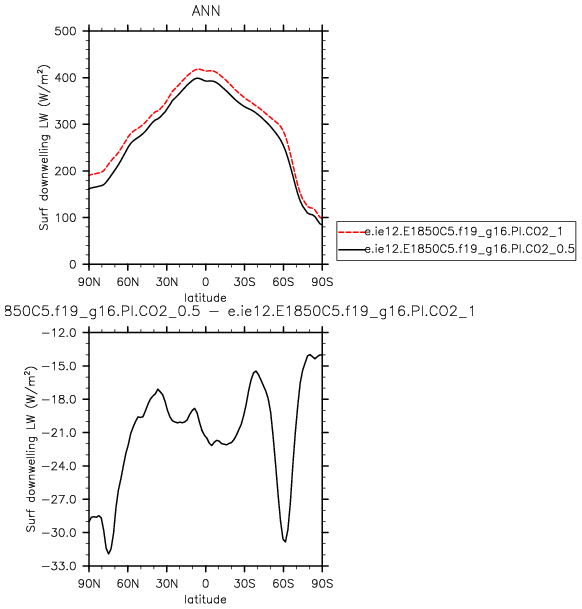 ANN
500
400
300
200
100
0
Surf downwelling LW (W/m²)
90N 60N 30N 0 30S 60S 90S
latitude
e.ie12.E1850C5.f19_g16.PI.CO2_1
e.ie12.E1850C5.f19_g16.PI.CO2_0.5
850C5.f19_g16.PI.CO2_0.5 − e.ie12.E1850C5.f19_g16.PI.CO2_1
−12.0
−15.0
−18.0
−21.0
−24.0
−27.0
−30.0
−33.0
Surf downwelling LW (W/m²)
90N 60N 30N 0 30S 60S 90S
latitude